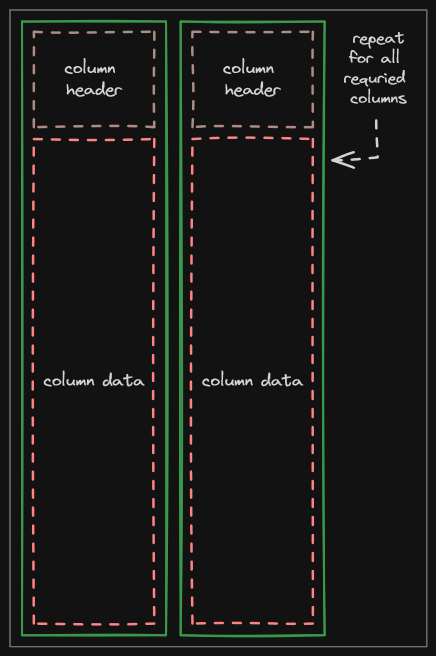 column
header
column
header
repeat
for all
requried
columns
column data
column data